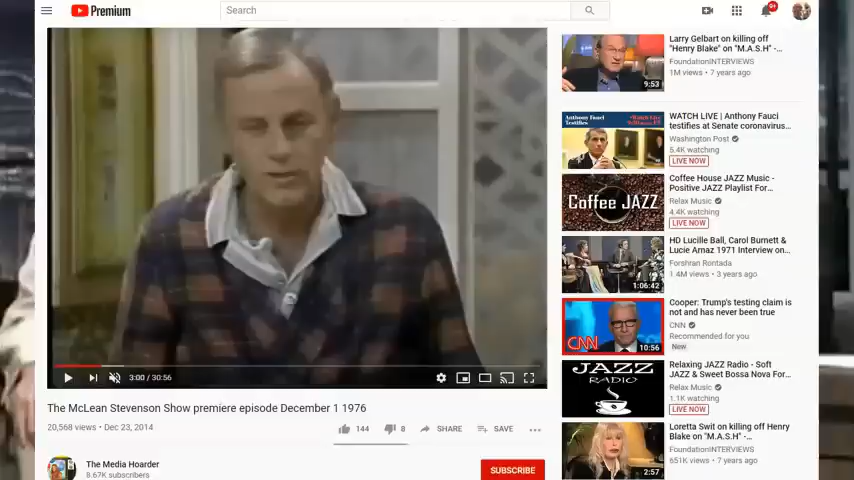 Premium
Search
9+
Larry Gelbart on killing off
"Henry Blake" on "M.A.S.H" -...
FoundationINTERVIEWS
1M views • 7 years ago
9:53
Anthony Fauci
Testifies
WATCH LIVE | Anthony Fauci
testifies at Senate coronavirus...
Washington Post
5.4K watching
LIVE NOW
Coffee JAZZ
Coffee House JAZZ Music -
Positive JAZZ Playlist For...
Relax Music
4.4K watching
LIVE NOW
1:06:42
HD Lucille Ball, Carol Burnett &
Lucie Arnaz 1971 Interview on...
Forshran Rontada
1.4M views • 3 years ago
CNN
10:56
Cooper: Trump's testing claim is
not and has never been true
CNN
Recommended for you
New
JAZZ
RADIO
Relaxing JAZZ Radio - Soft
JAZZ & Sweet Bossa Nova For...
Relax Music
1.1K watching
LIVE NOW
2:57
Loretta Swit on killing off Henry
Blake on "M.A.S.H" -...
FoundationINTERVIEWS
651K views • 7 years ago
3:00 / 30:56
The McLean Stevenson Show premiere episode December 1 1976
20,568 views • Dec 23, 2014
144
8
SHARE
SAVE
The Media Hoarder
8.67K subscribers
SUBSCRIBE